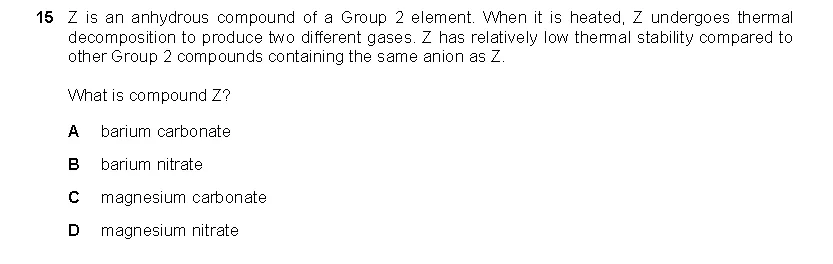 15 Z is an anhydrous compound of a Group 2 element. When it is heated, Z undergoes thermal
decomposition to produce two different gases. Z has relatively low thermal stability compared to
other Group 2 compounds containing the same anion as Z.
What is compound Z?
A barium carbonate
B barium nitrate
C magnesium carbonate
D magnesium nitrate